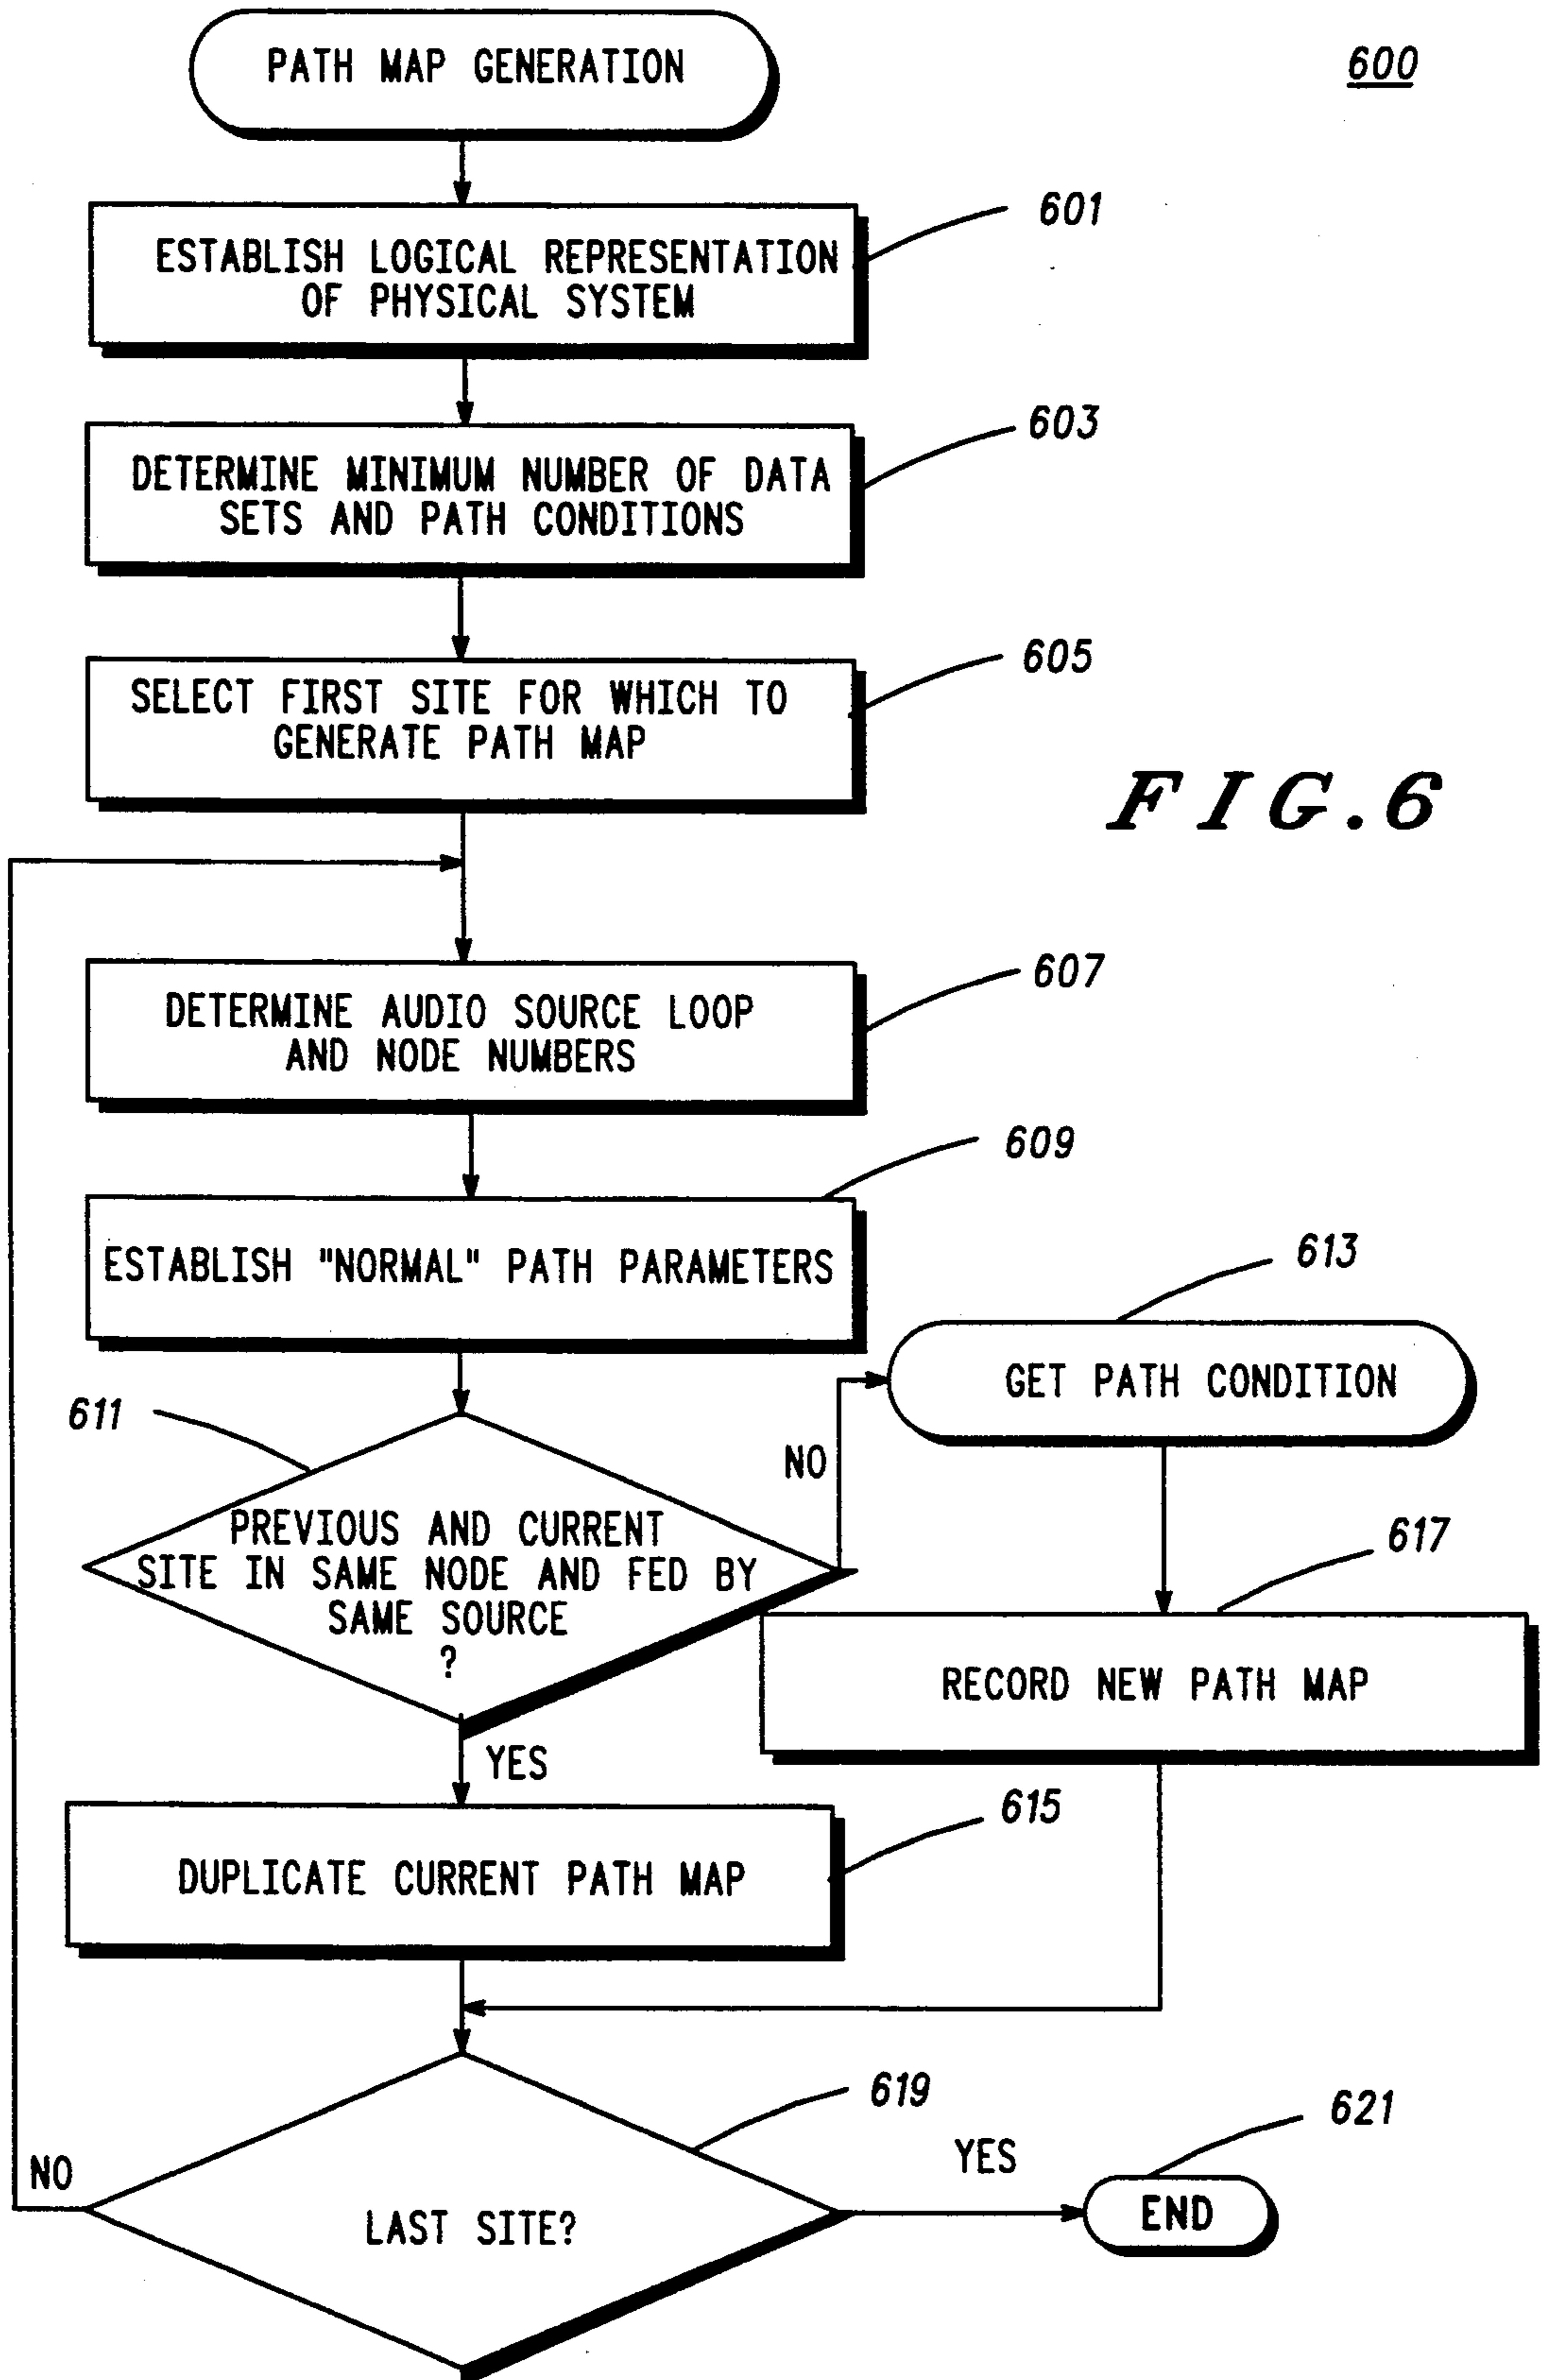 PATH MAP GENERATION
600
601
ESTABLISH LOGICAL REPRESENTATION
OF PHYSICAL SYSTEM
603
DETERMINE MINIMUM NUMBER OF DATA
SETS AND PATH CONDITIONS
605
SELECT FIRST SITE FOR WHICH TO
GENERATE PATH MAP
FIG.6
607
DETERMINE AUDIO SOURCE LOOP
AND NODE NUMBERS
609
ESTABLISH "NORMAL" PATH PARAMETERS
613
GET PATH CONDITION
611
NO
PREVIOUS AND CURRENT
SITE IN SAME NODE AND FED BY
SAME SOURCE
?
617
RECORD NEW PATH MAP
YES
615
DUPLICATE CURRENT PATH MAP
619
621
NO
YES
LAST SITE?
END